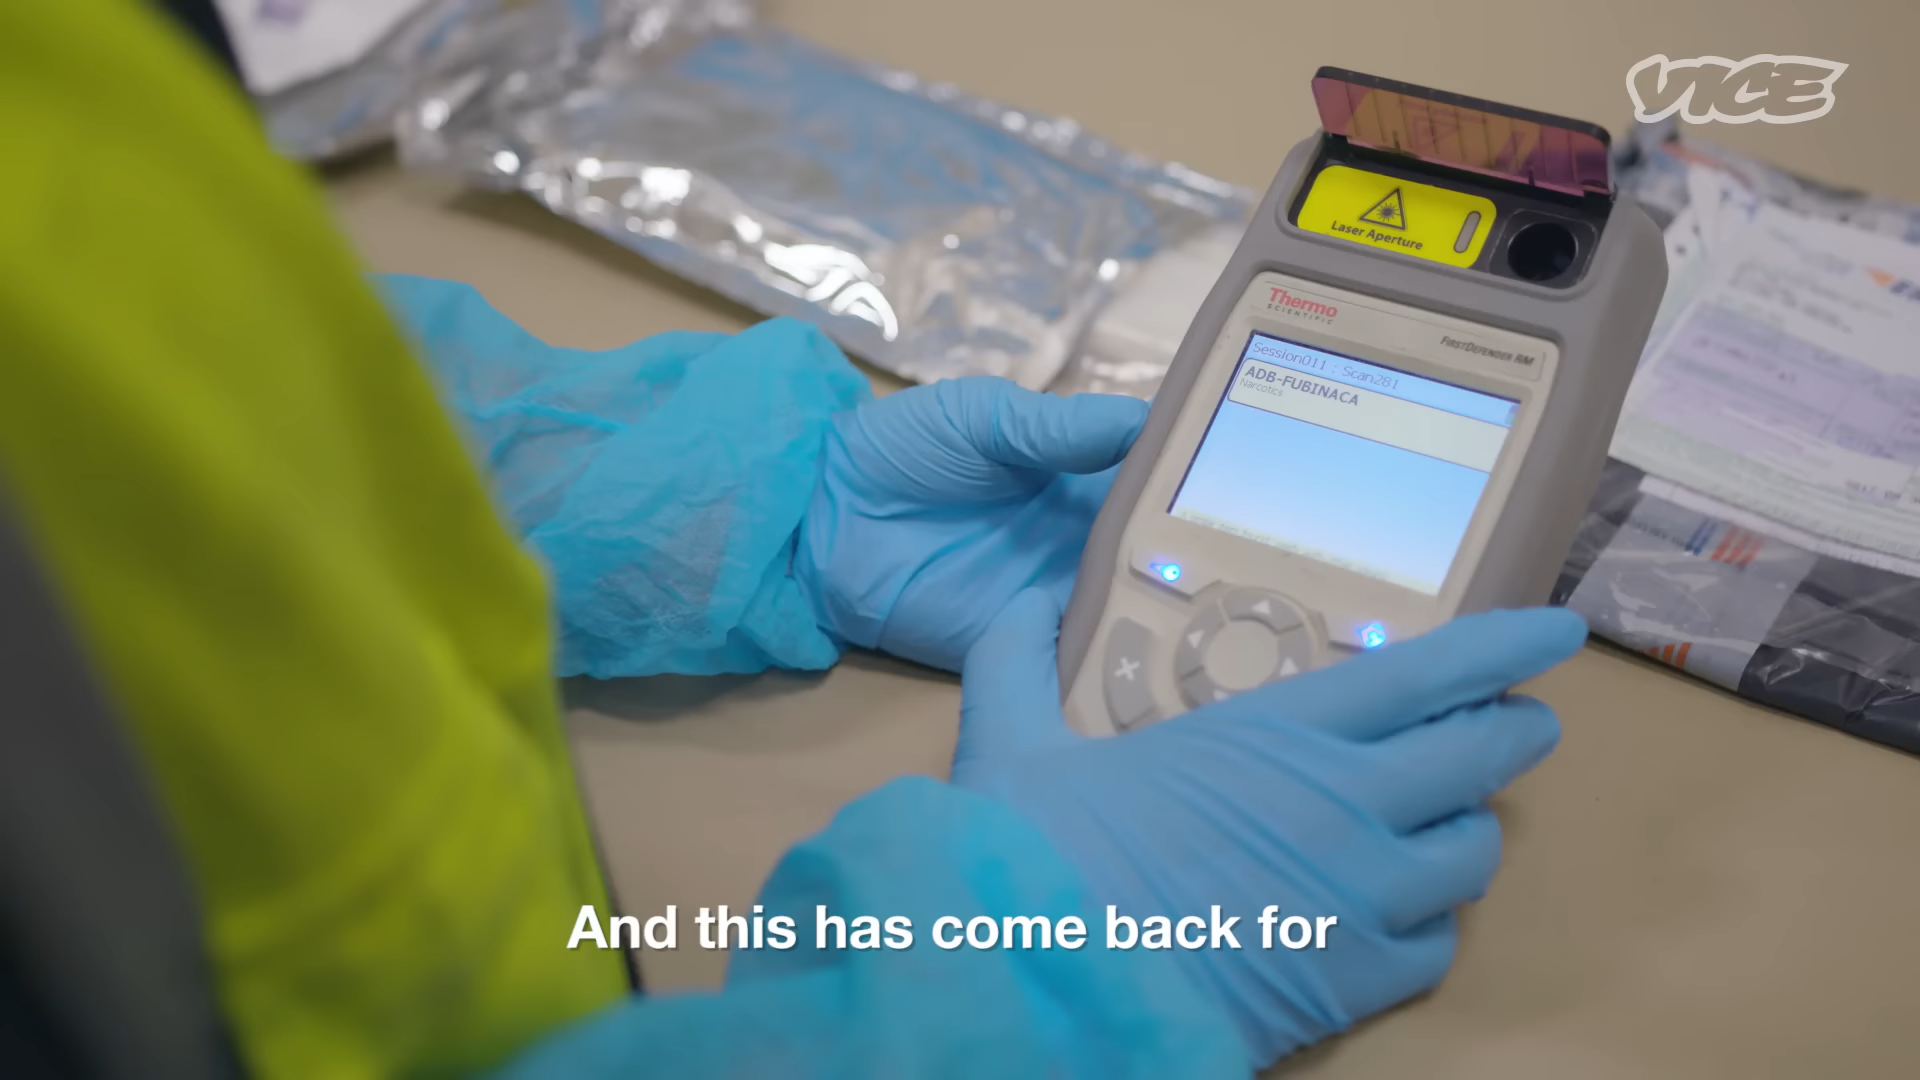 VICE
Laser Aperture
Thermo
SCIENTIFIC
FIRSTDEFENDER RM
Session011 : Scan281
ADB-FUBINACA
Narcotics
And this has come back for